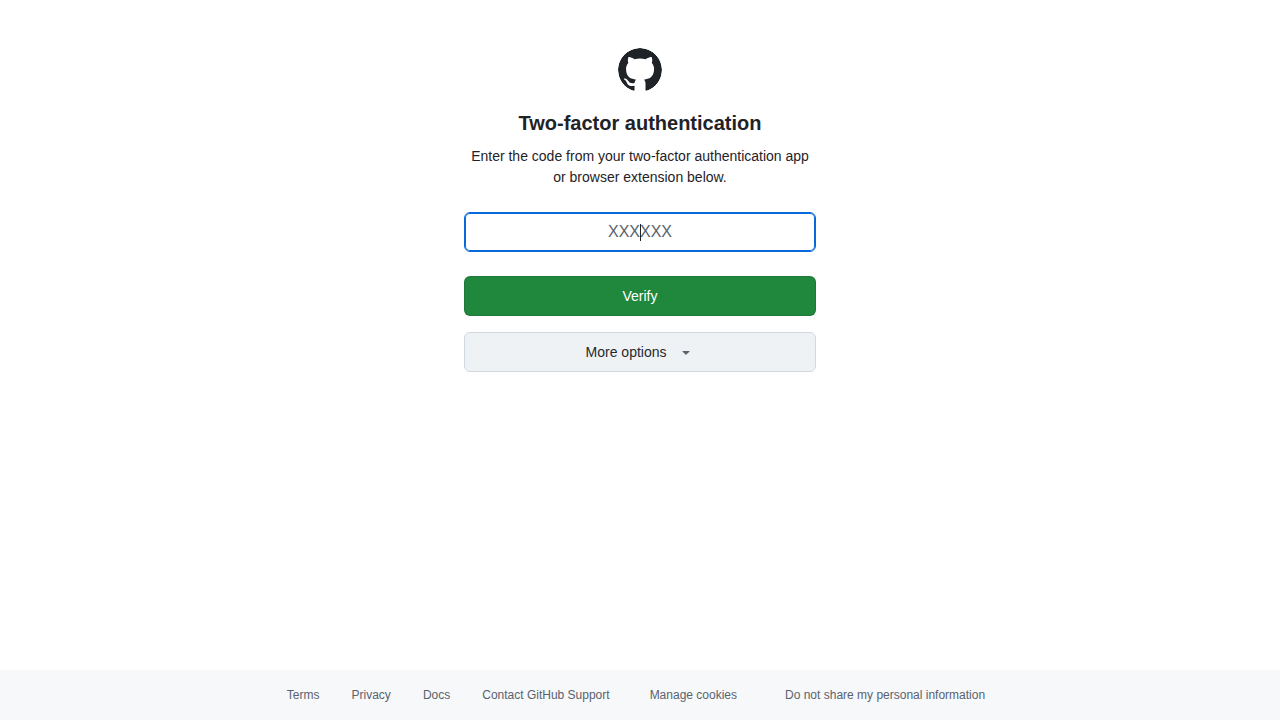 Two-factor authentication
Enter the code from your two-factor authentication app
or browser extension below.
XXXXXX
Verify
More options
Terms Privacy Docs Contact GitHub Support Manage cookies Do not share my personal information